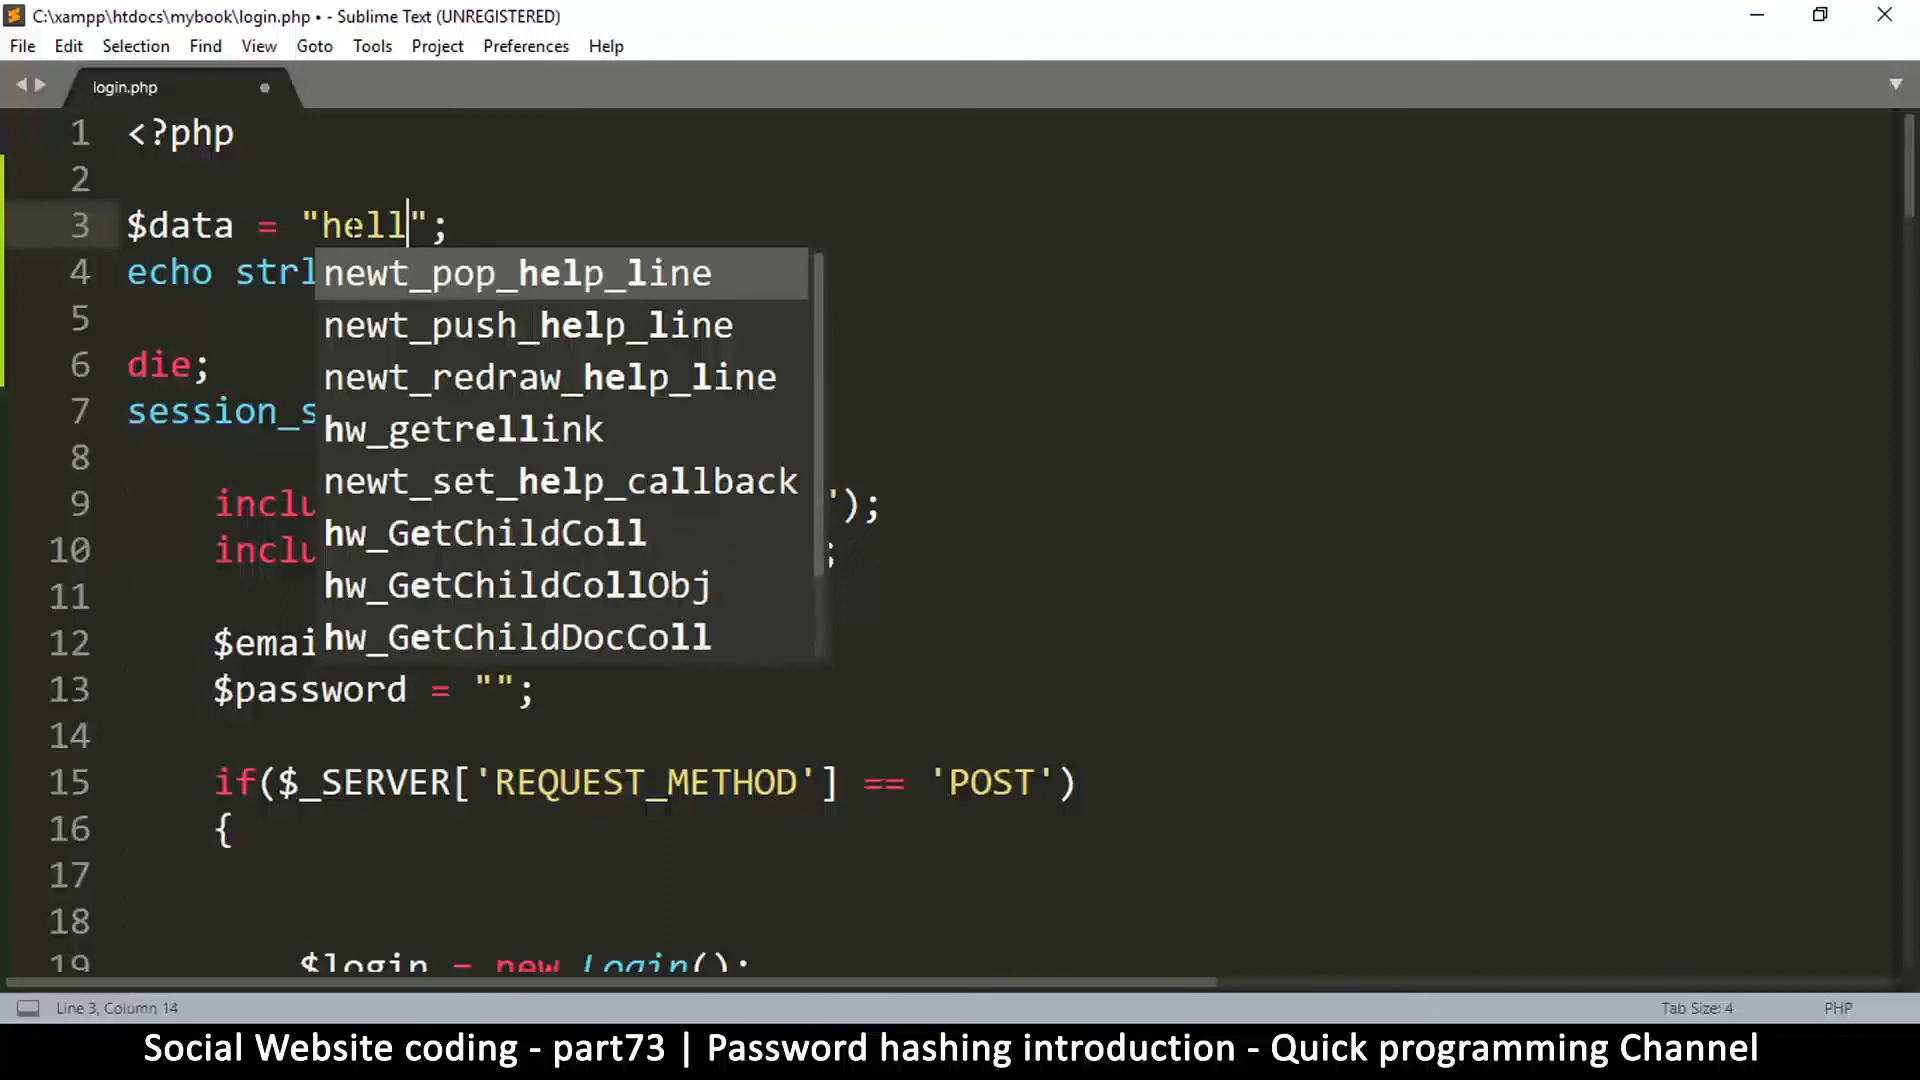 C:\xampp\htdocs\mybook\login.php • - Sublime Text (UNREGISTERED)
File Edit Selection Find View Goto Tools Project Preferences Help
login.php
1 <?php
2
3 $data = "hell";
4 echo strl
newt_pop_help_line
5
newt_push_help_line
6 die;
newt_redraw_help_line
7 session_s
hw_getrellink
8
newt_set_help_callback
9 inclu ');
hw_GetChildColl
10 inclu ;
hw_GetChildCollObj
11
12 $emai
hw_GetChildDocColl
13 $password = "";
14
15 if($_SERVER['REQUEST_METHOD'] == 'POST')
16 {
17
18
19 $login = new Login();
Line 3, Column 14 Tab Size: 4 PHP
Social Website coding - part73 | Password hashing introduction - Quick programming Channel